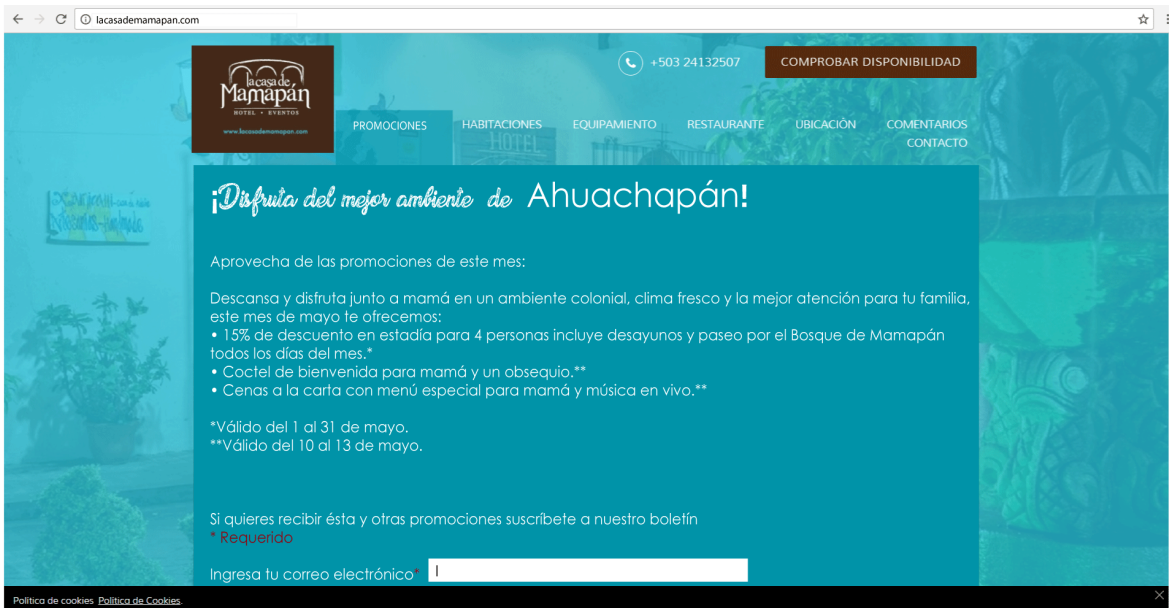 lacasademamapan.com
+503 24132507
COMPROBAR DISPONIBILIDAD
la casa de
Mamapán
HOTEL • EVENTOS
www.lacasademamapan.com
PROMOCIONES HABITACIONES EQUIPAMIENTO RESTAURANTE UBICACIÓN COMENTARIOS
CONTACTO
HOTEL
¡Disfruta del mejor ambiente de Ahuachapán!
Aprovecha de las promociones de este mes:
Descansa y disfruta junto a mamá en un ambiente colonial, clima fresco y la mejor atención para tu familia,
este mes de mayo te ofrecemos:
• 15% de descuento en estadía para 4 personas incluye desayunos y paseo por el Bosque de Mamapán
todos los días del mes.*
• Coctel de bienvenida para mamá y un obsequio.**
• Cenas a la carta con menú especial para mamá y música en vivo.**
*Válido del 1 al 31 de mayo.
**Válido del 10 al 13 de mayo.
Si quieres recibir ésta y otras promociones suscríbete a nuestro boletín
* Requerido
Ingresa tu correo electrónico*
Política de cookies Política de Cookies.